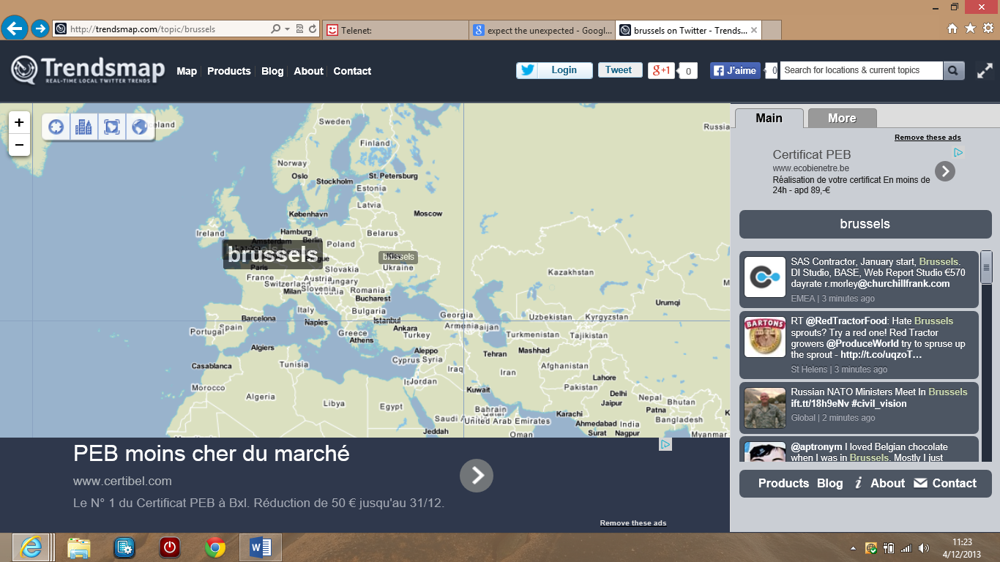 http://trendsmap.com/topic/brussels
Telenet:
expect the unexpected - Googl...
brussels on Twitter - Trends...
Trendsmap
REAL-TIME LOCAL TWITTER TRENDS
Map Products Blog About Contact
Login
Tweet
g+1 0
J'aime 0
Search for locations & current topics
+
−
eland
Sweden
Russia
Finland
Norway
Oslo
St. Petersburg
Stockholm
Estonia
Latvia
København
Moscow
Ireland
Hamburg
Belarus
Amsterdam
Berlin
Poland
brussels
brussels
Ukraine
Paris
Slovakia
France
Austria
Kazakhstan
Switzerland
Slovenia
Milan
Romania
Bucharest
Urumqi
Italy
Bulgaria
Georgia
Barcelona
Naples
Istanbul
Uzbekistan
Kyrgyzstan
Portugal
Spain
Ankara
Armenia
aijan
Greece
Turkey
Turkmenistan
Tajikistan
Athens
Algiers
Aleppo
Tehran
Mashhad
Casablanca
Tunisia
Cyprus
Syria
Afghanistan
Iraq
Iran
Jordan
Lahore
Morocco
Kuwait
Pakistan
Algeria
Libya
Egypt
Delhi
Nepal
Bhutan
Jaipur
Bahrain
Patna
Karachi
Saudi
United Arab Emirates
Ahmadabad
India
Bangladesh
Jeddah
Oman
Surat
Nagpur
Myanmar
Main More
Remove these ads
Certificat PEB
www.ecobienetre.be
Réalisation de votre certificat En moins de
24h - apd 89,-€
brussels
SAS Contractor, January start, Brussels.
DI Studio, BASE, Web Report Studio €570
dayrate r.morley@churchillfrank.com
EMEA | 3 minutes ago
BARTONS
RT @RedTractorFood: Hate Brussels
sprouts? Try a red one! Red Tractor
growers @ProduceWorld try to spruse up
the sprout - http://t.co/uqzoT...
St Helens | 3 minutes ago
Russian NATO Ministers Meet In Brussels
ift.tt/18h9eNv #civil_vision
Global | 2 minutes ago
@aptronym I loved Belgian chocolate
when I was in Brussels. Mostly I just
Products Blog i About Contact
PEB moins cher du marché
www.certibel.com
Le N° 1 du Certificat PEB à Bxl. Réduction de 50 € jusqu'au 31/12.
Remove these ads
11:23
4/12/2013